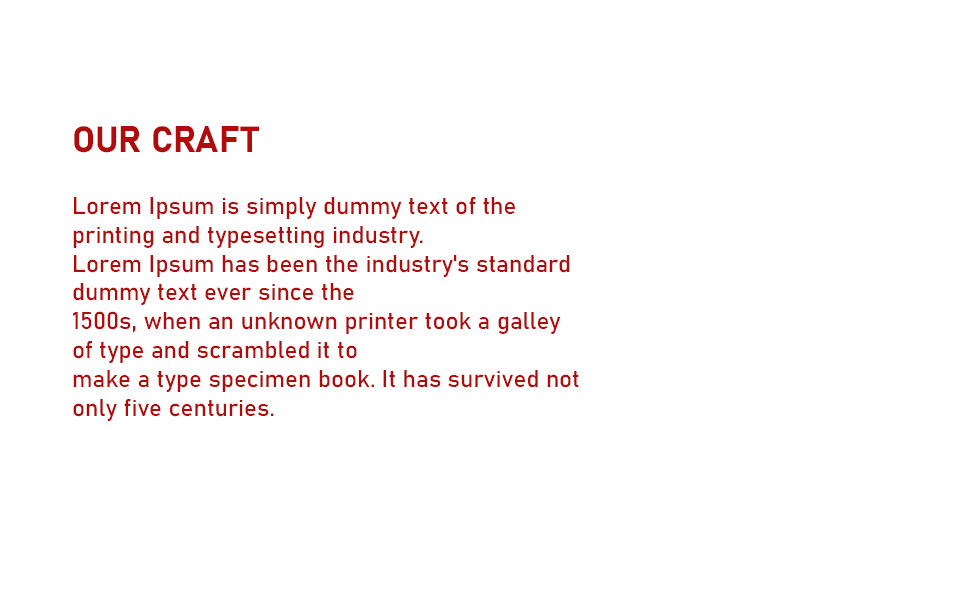 OUR CRAFT
Lorem Ipsum is simply dummy text of the
printing and typesetting industry.
Lorem Ipsum has been the industry's standard
dummy text ever since the
1500s, when an unknown printer took a galley
of type and scrambled it to
make a type specimen book. It has survived not
only five centuries.